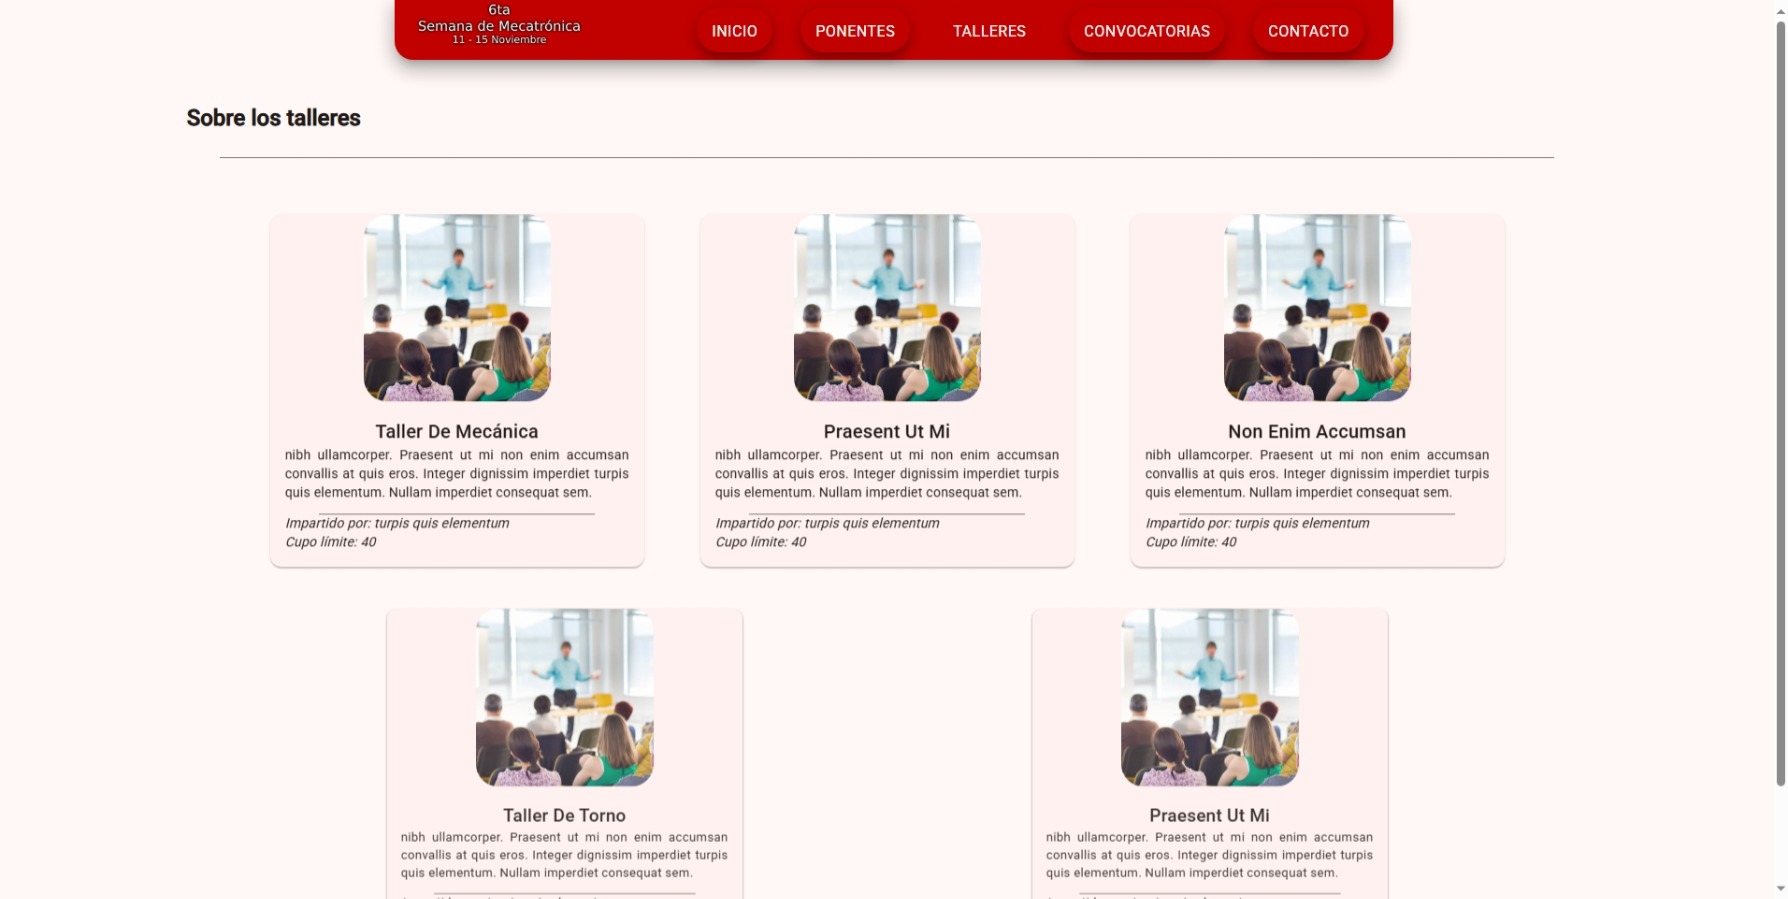 6ta
Semana de Mecatrónica
11 - 15 Noviembre
INICIO PONENTES TALLERES CONVOCATORIAS CONTACTO
Sobre los talleres
Taller De Mecánica
nibh ullamcorper. Praesent ut mi non enim accumsan
convallis at quis eros. Integer dignissim imperdiet turpis
quis elementum. Nullam imperdiet consequat sem.
Impartido por: turpis quis elementum
Cupo límite: 40
Praesent Ut Mi
nibh ullamcorper. Praesent ut mi non enim accumsan
convallis at quis eros. Integer dignissim imperdiet turpis
quis elementum. Nullam imperdiet consequat sem.
Impartido por: turpis quis elementum
Cupo límite: 40
Non Enim Accumsan
nibh ullamcorper. Praesent ut mi non enim accumsan
convallis at quis eros. Integer dignissim imperdiet turpis
quis elementum. Nullam imperdiet consequat sem.
Impartido por: turpis quis elementum
Cupo límite: 40
Taller De Torno
nibh ullamcorper. Praesent ut mi non enim accumsan
convallis at quis eros. Integer dignissim imperdiet turpis
quis elementum. Nullam imperdiet consequat sem.
Praesent Ut Mi
nibh ullamcorper. Praesent ut mi non enim accumsan
convallis at quis eros. Integer dignissim imperdiet turpis
quis elementum. Nullam imperdiet consequat sem.